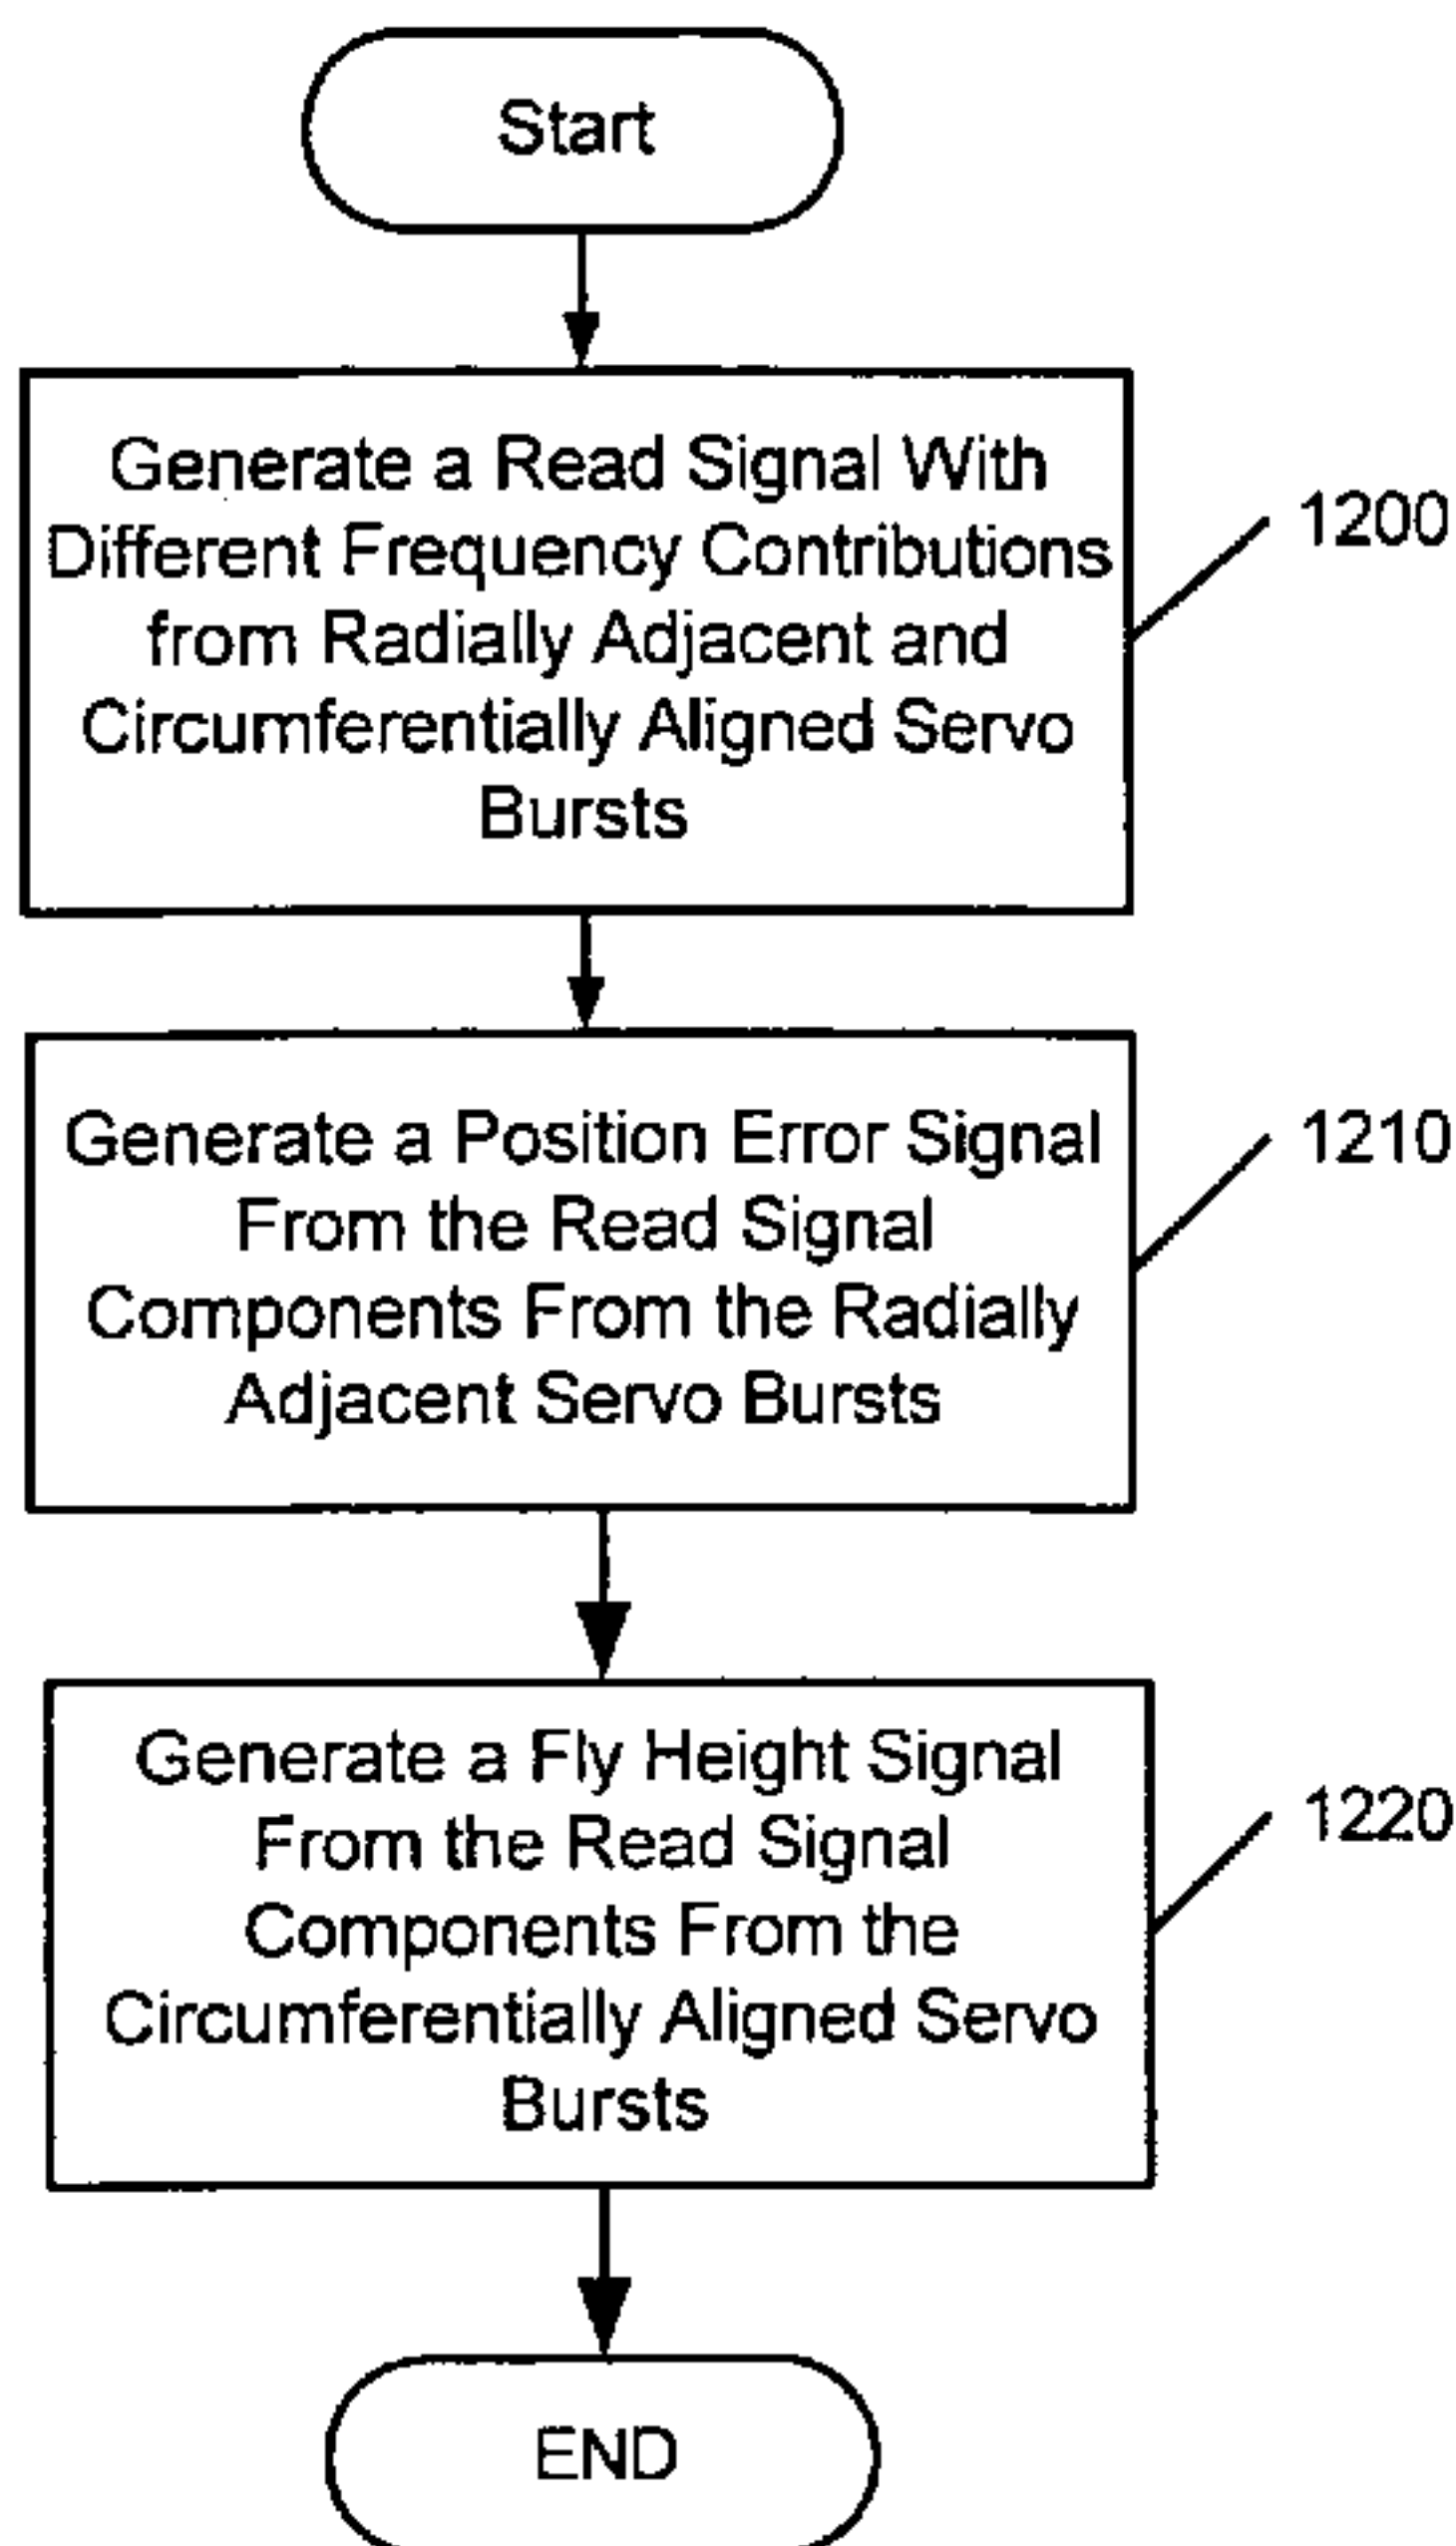 Start
Generate a Read Signal With
Different Frequency Contributions
from Radially Adjacent and
Circumferentially Aligned Servo
Bursts
1200
Generate a Position Error Signal
From the Read Signal
Components From the Radially
Adjacent Servo Bursts
1210
Generate a Fly Height Signal
From the Read Signal
Components From the
Circumferentially Aligned Servo
Bursts
1220
END